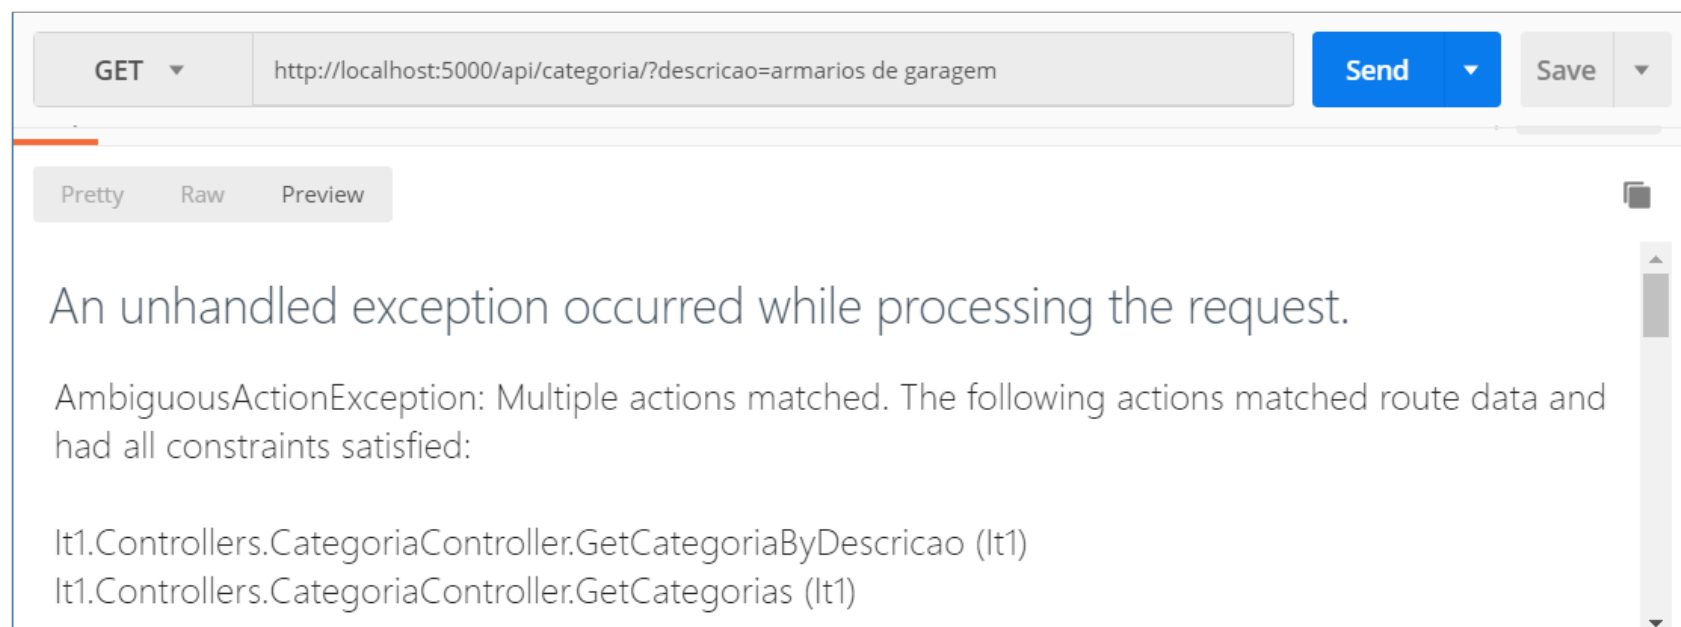 GET http://localhost:5000/api/categoria/?descricao=armarios de garagem Send Save
Pretty Raw Preview
An unhandled exception occurred while processing the request.
AmbiguousActionException: Multiple actions matched. The following actions matched route data and
had all constraints satisfied:
It1.Controllers.CategoriaController.GetCategoriaByDescricao (It1)
It1.Controllers.CategoriaController.GetCategorias (It1)